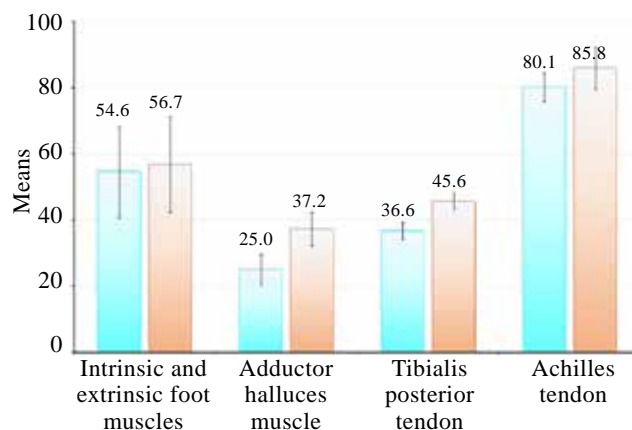 100
80
60
40
20
0
Means
54.6
56.7
25.0
37.2
36.6
45.6
80.1
85.8
Intrinsic and
extrinsic foot
muscles
Adductor
halluces
muscle
Tibialis
posterior
tendon
Achilles
tendon